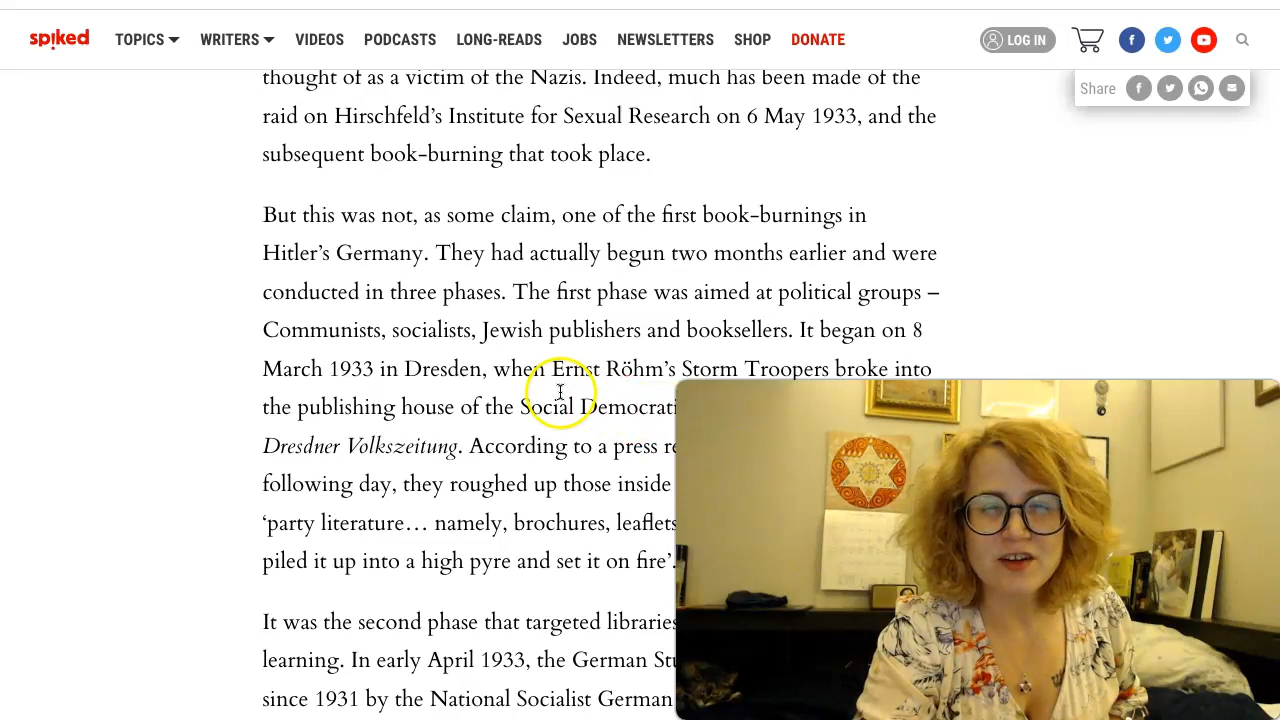 spiked TOPICS WRITERS VIDEOS PODCASTS LONG-READS JOBS NEWSLETTERS SHOP DONATE LOG IN
Share
thought of as a victim of the Nazis. Indeed, much has been made of the
raid on Hirschfeld’s Institute for Sexual Research on 6 May 1933, and the
subsequent book-burning that took place.
But this was not, as some claim, one of the first book-burnings in
Hitler’s Germany. They had actually begun two months earlier and were
conducted in three phases. The first phase was aimed at political groups –
Communists, socialists, Jewish publishers and booksellers. It began on 8
March 1933 in Dresden, when Ernst Röhm’s Storm Troopers broke into
the publishing house of the Social
Dresdner Volkszeitung. According to a press
following day, they roughed up those inside
‘party literature… namely, brochures, leaflets
piled it up into a high pyre and set it on fire’.
It was the second phase that targeted libraries
learning. In early April 1933, the German
since 1931 by the National Socialist German